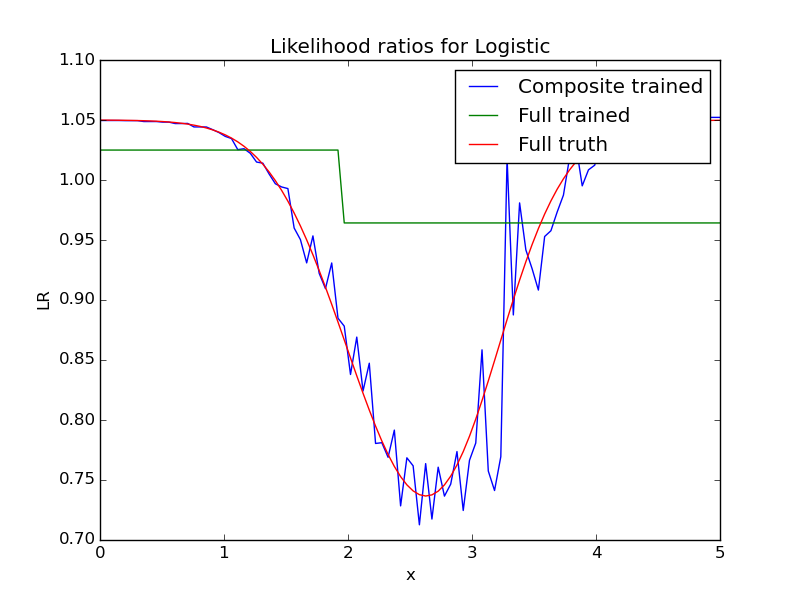 Likelihood ratios for Logistic
Composite trained
Full trained
Full truth
1.10
1.05
1.00
0.95
0.90
0.85
0.80
0.75
0.70
LR
0 1 2 3 4 5
x